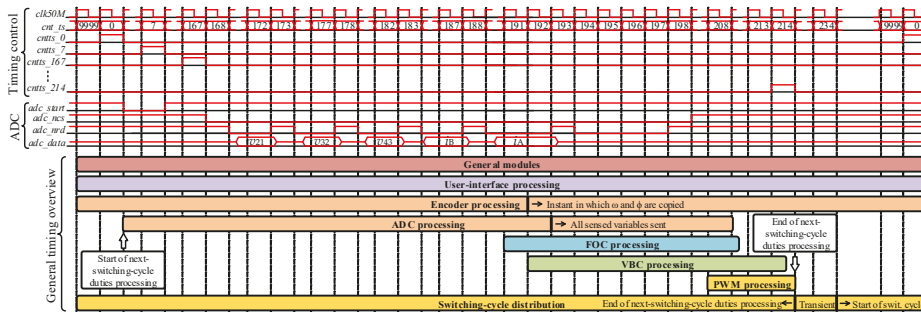 clk50M
cnt_ts 9999 0 7 167 168 172 173 177 178 182 183 187 188 191 192 193 194 195 196 197 198 208 213 214 234 9999 0
cntts_0
cntts_7
cntts_167
cntts_214
Timing control
adc_start
adc_ncs
adc_nrd
adc_data v21 v32 v43 IB IA
ADC
General modules
User-interface processing
Encoder processing → Instant in which ω and ϕ are copied
ADC processing → All sensed variables sent
End of next-
switching-cycle
duties processing
FOC processing
Start of next-
switching-cycle
duties processing
VBC processing
PWM processing
Switching-cycle distribution End of next-switching-cycle duties processing ← Transient → Start of swit. cycl
General timing overview